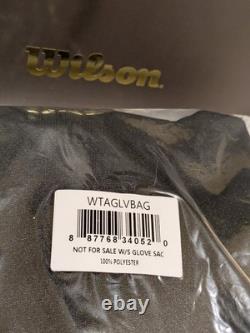 Wilson.
WTAGLVBAG
8 87768 34052 0
NOT FOR SALE W/S GLOVE SAC
100% POLYESTER